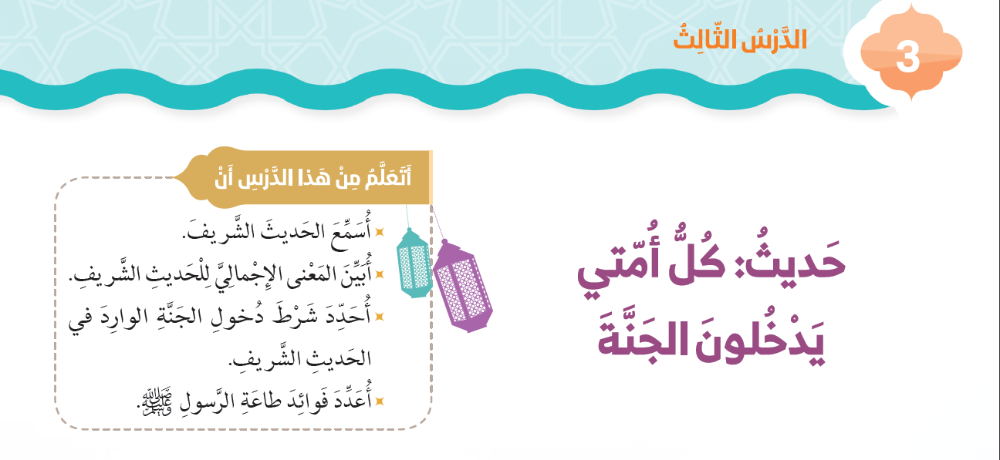 3
الدَّرْسُ الثّالِثُ
حَديثُ: كُلُّ أُمّتي
يَدْخُلونَ الجَنَّةَ
أَتَعَلَّمُ مِنْ هَذا الدَّرْسِ أَنْ
أُسَمِّعَ الحَديثَ الشَّريفَ.
أُبَيِّنَ المَعْنى الإِجْمالِيَّ لِلْحَديثِ الشَّريفِ.
أُحَدِّدَ شَرْطَ دُخولِ الجَنَّةِ الوارِدَ في
الحَديثِ الشَّريفِ.
أُعَدِّدَ فَوائِدَ طاعَةِ الرَّسولِ ﷺ.